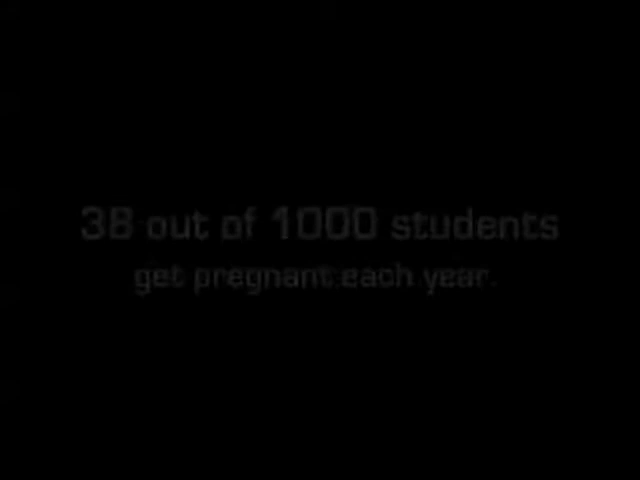 38 out of 1000 students
get pregnant each year.